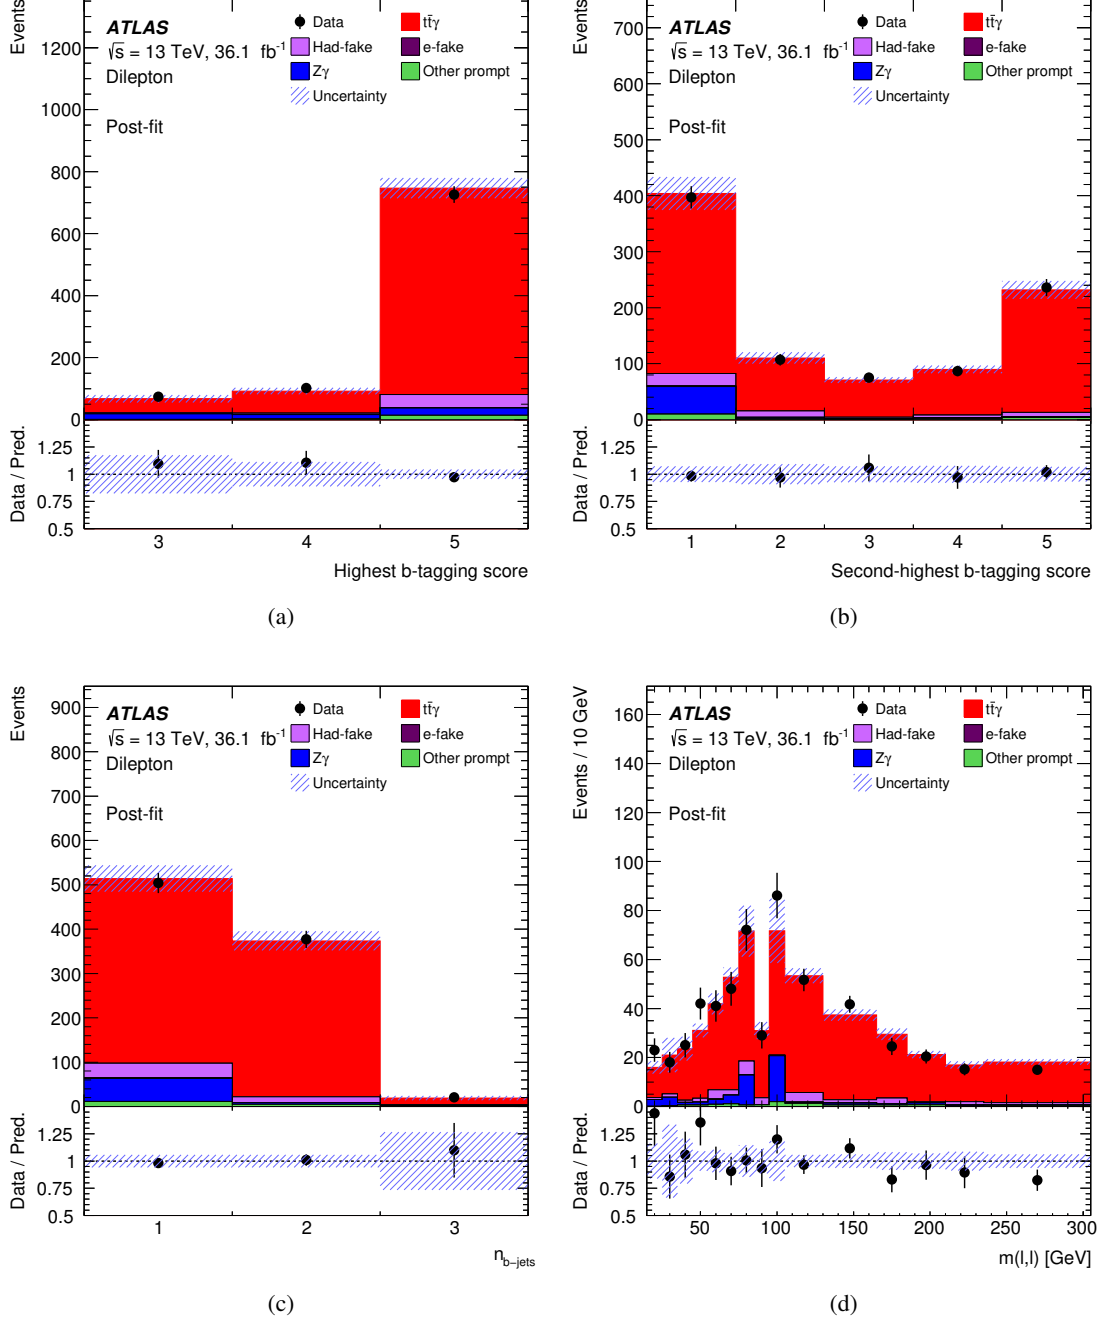 Events
1200
1000
800
600
400
200
0
ATLAS
√s = 13 TeV, 36.1 fb-1
Dilepton
Post-fit
Data
tt̄γ
Had-fake
e-fake
Zγ
Other prompt
Uncertainty
Data / Pred.
1.25
1
0.75
0.5
3 4 5
Highest b-tagging score
(a)
Events
700
600
500
400
300
200
100
0
ATLAS
√s = 13 TeV, 36.1 fb-1
Dilepton
Post-fit
Data
tt̄γ
Had-fake
e-fake
Zγ
Other prompt
Uncertainty
Data / Pred.
1.25
1
0.75
0.5
1 2 3 4 5
Second-highest b-tagging score
(b)
Events
900
800
700
600
500
400
300
200
100
0
ATLAS
√s = 13 TeV, 36.1 fb-1
Dilepton
Post-fit
Data
tt̄γ
Had-fake
e-fake
Zγ
Other prompt
Uncertainty
Data / Pred.
1.25
1
0.75
0.5
1 2 3
nb-jets
(c)
Events / 10 GeV
160
140
120
100
80
60
40
20
0
ATLAS
√s = 13 TeV, 36.1 fb-1
Dilepton
Post-fit
Data
tt̄γ
Had-fake
e-fake
Zγ
Other prompt
Uncertainty
Data / Pred.
1.25
1
0.75
0.5
50 100 150 200 250 300
m(l,l) [GeV]
(d)